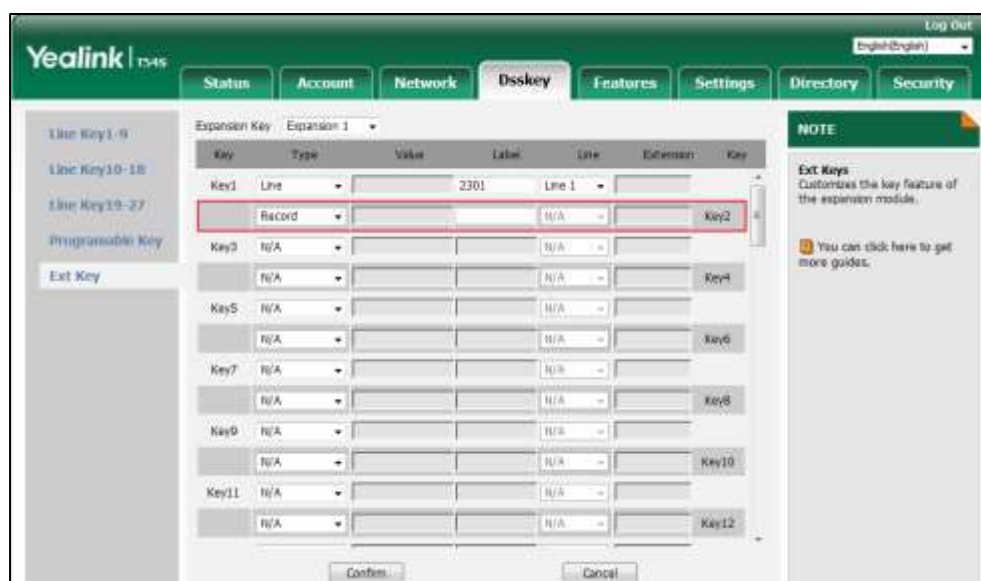 Log Out
Yealink T54S
English(English)
Status Account Network Dsskey Features Settings Directory Security
Line Key1-9
Line Key10-18
Line Key19-27
Programable Key
Ext Key
Expansion Key Expansion 1
Key Type Value Label Line Extension Key
Key1 Line 2301 Line 1
Record N/A Key2
Key3 N/A N/A
N/A N/A Key4
Key5 N/A N/A
N/A N/A Key6
Key7 N/A N/A
N/A N/A Key8
Key9 N/A N/A
N/A N/A Key10
Key11 N/A N/A
N/A N/A Key12
Confirm Cancel
NOTE
Ext Keys
Customizes the key feature of
the expansion module.
You can click here to get
more guides.